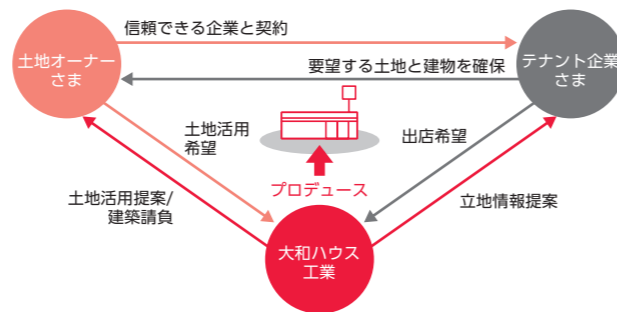 信頼できる企業と契約
土地オーナー
さま
テナント企業
さま
要望する土地と建物を確保
土地活用
希望
出店希望
プロデュース
土地活用提案/
建築請負
立地情報提案
大和ハウス
工業